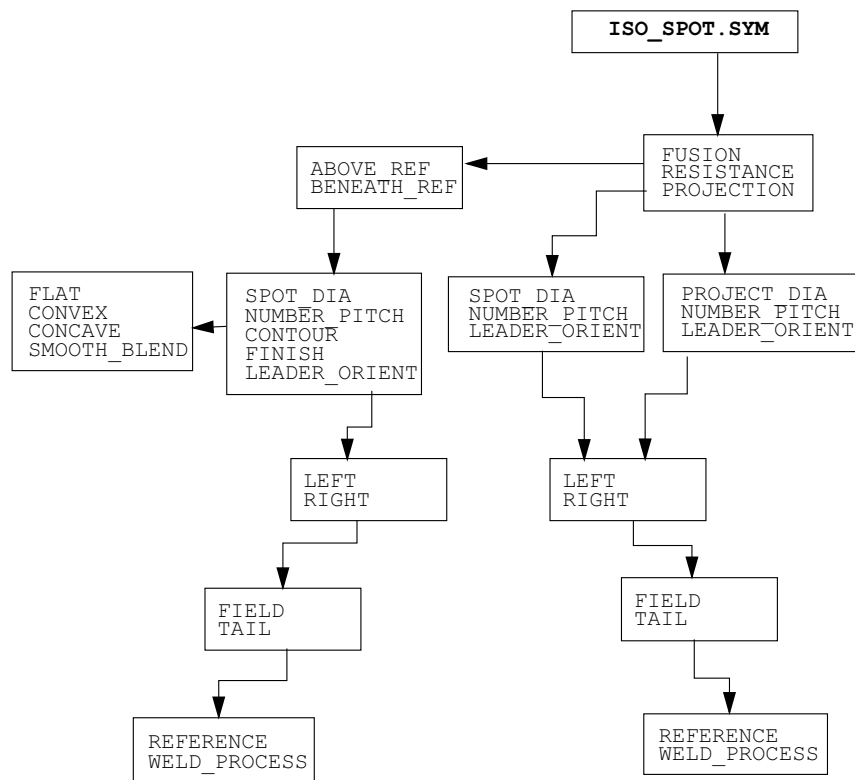 ISO_SPOT.SYM
FUSION
RESISTANCE
PROJECTION
ABOVE_REF
BENEATH_REF
FLAT
CONVEX
CONCAVE
SMOOTH_BLEND
SPOT_DIA
NUMBER_PITCH
CONTOUR
FINISH
LEADER_ORIENT
SPOT_DIA
NUMBER_PITCH
LEADER_ORIENT
PROJECT_DIA
NUMBER_PITCH
LEADER_ORIENT
LEFT
RIGHT
LEFT
RIGHT
FIELD
TAIL
FIELD
TAIL
REFERENCE
WELD_PROCESS
REFERENCE
WELD_PROCESS